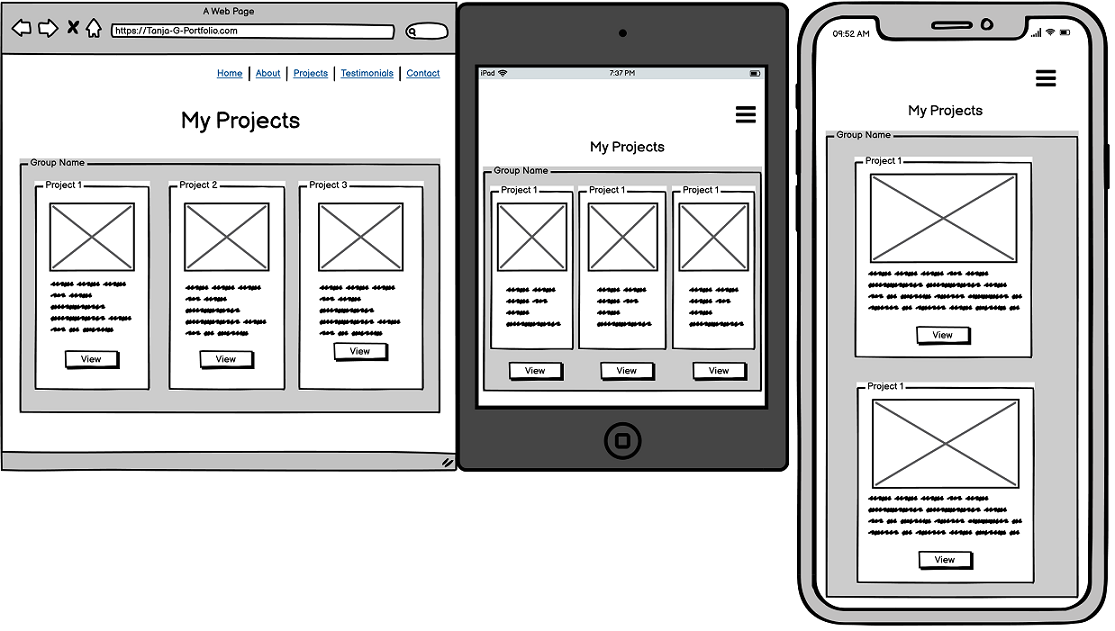 A Web Page
https://Tanja-G-Portfolio.com
Home | About | Projects | Testimonials | Contact
My Projects
Group Name
Project 1 Project 2 Project 3
View View View
iPad 7:37 PM
My Projects
Group Name
Project 1 Project 1 Project 1
View View View
09:52 AM
My Projects
Group Name
Project 1
View
Project 1
View